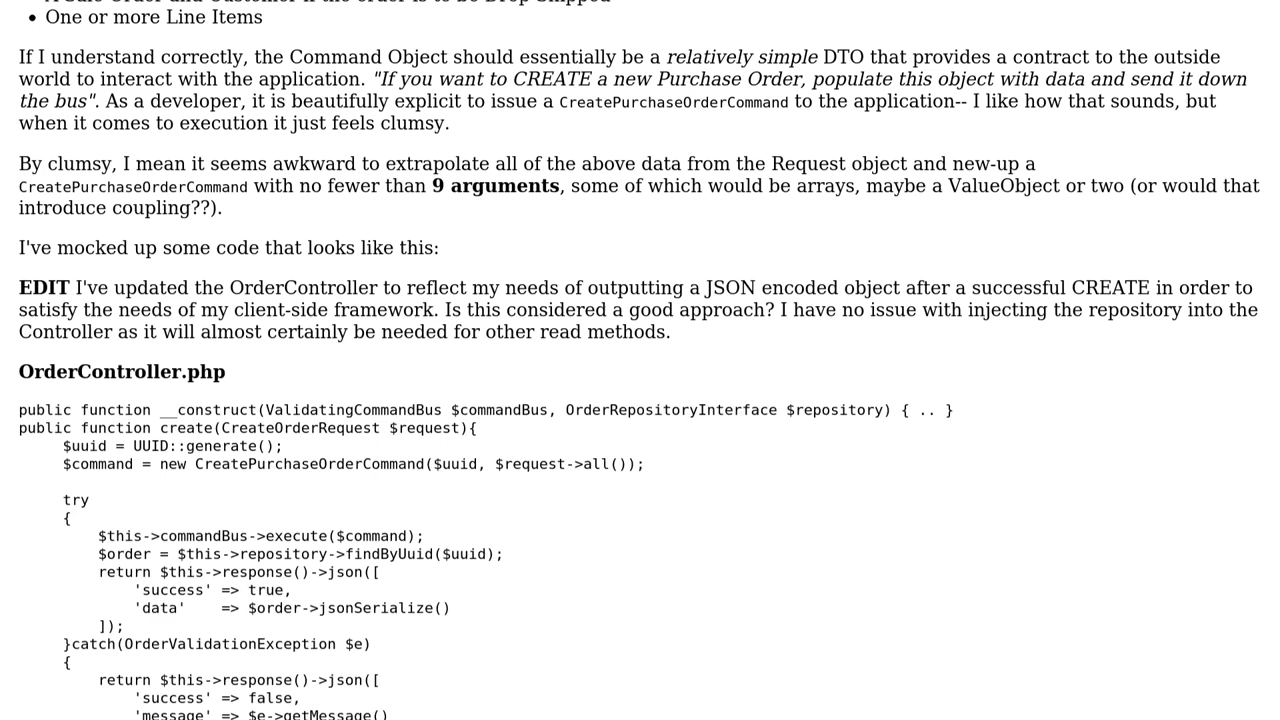 • One or more Line Items
If I understand correctly, the Command Object should essentially be a relatively simple DTO that provides a contract to the outside
world to interact with the application. "If you want to CREATE a new Purchase Order, populate this object with data and send it down
the bus". As a developer, it is beautifully explicit to issue a CreatePurchaseOrderCommand to the application-- I like how that sounds, but
when it comes to execution it just feels clumsy.
By clumsy, I mean it seems awkward to extrapolate all of the above data from the Request object and new-up a
CreatePurchaseOrderCommand with no fewer than 9 arguments, some of which would be arrays, maybe a ValueObject or two (or would that
introduce coupling??).
I've mocked up some code that looks like this:
EDIT I've updated the OrderController to reflect my needs of outputting a JSON encoded object after a successful CREATE in order to
satisfy the needs of my client-side framework. Is this considered a good approach? I have no issue with injecting the repository into the
Controller as it will almost certainly be needed for other read methods.
OrderController.php
public function __construct(ValidatingCommandBus $commandBus, OrderRepositoryInterface $repository) { .. }
public function create(CreateOrderRequest $request){
     $uuid = UUID::generate();
     $command = new CreatePurchaseOrderCommand($uuid, $request->all());
     try
     {
         $this->commandBus->execute($command);
         $order = $this->repository->findByUuid($uuid);
         return $this->response()->json([
             'success' => true,
             'data'    => $order->jsonSerialize()
         ]);
     }catch(OrderValidationException $e)
     {
         return $this->response()->json([
             'success' => false,
             'message' => $e->getMessage()